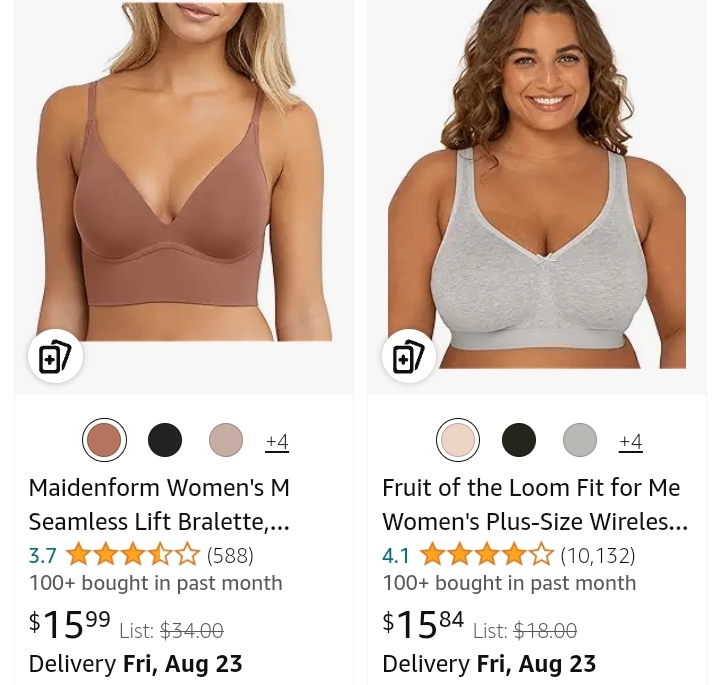 +4
Maidenform Women's M
Seamless Lift Bralette,...
3.7 (588)
100+ bought in past month
$15.99 List: $34.00
Delivery Fri, Aug 23
+4
Fruit of the Loom Fit for Me
Women's Plus-Size Wireles...
4.1 (10,132)
100+ bought in past month
$15.84 List: $18.00
Delivery Fri, Aug 23